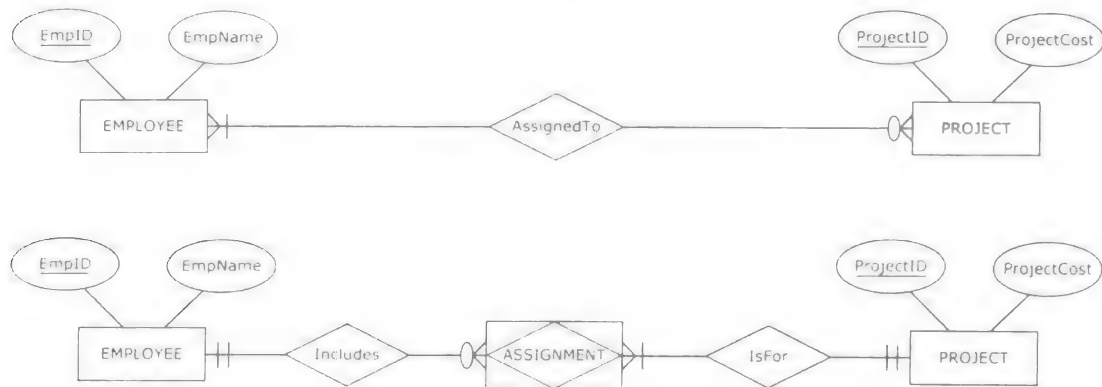 EmpID EmpName ProjectID ProjectCost
EMPLOYEE AssignedTo PROJECT
EmpID EmpName ProjectID ProjectCost
EMPLOYEE Includes ASSIGNMENT IsFor PROJECT